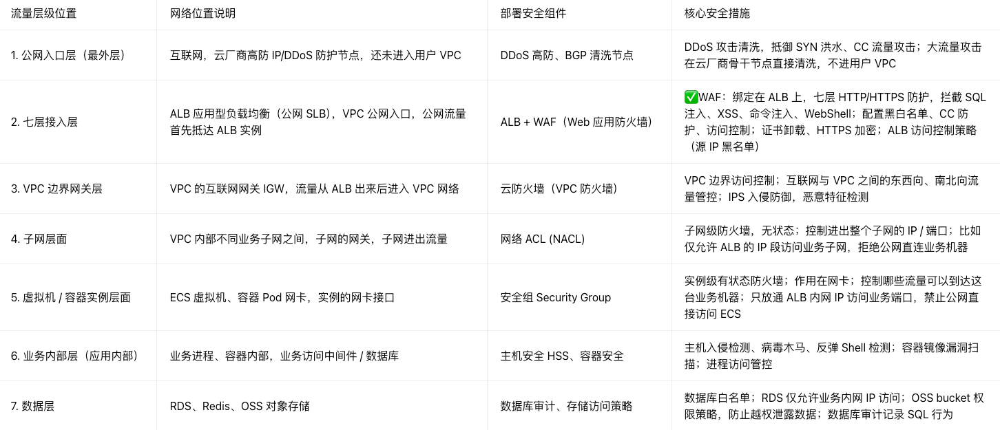 流量层级位置
网络位置说明
部署安全组件
核心安全措施
1. 公网入口层（最外层）
互联网，云厂商高防 IP/DDoS 防护节点，还未进入用户 VPC
DDoS 高防、BGP 清洗节点
DDoS 攻击清洗，抵御 SYN 洪水、CC 流量攻击；大流量攻击
在云厂商骨干节点直接清洗，不进用户 VPC
2. 七层接入层
ALB 应用型负载均衡（公网 SLB），VPC 公网入口，公网流量
首先抵达 ALB 实例
ALB + WAF（Web 应用防火墙）
✅WAF：绑定在 ALB 上，七层 HTTP/HTTPS 防护，拦截 SQL
注入、XSS、命令注入、WebShell；配置黑白名单、CC 防
护、访问控制；证书卸载、HTTPS 加密；ALB 访问控制策略
（源 IP 黑名单）
3. VPC 边界网关层
VPC 的互联网网关 IGW，流量从 ALB 出来后进入 VPC 网络
云防火墙（VPC 防火墙）
VPC 边界访问控制；互联网与 VPC 之间的东西向、南北向流
量管控；IPS 入侵防御，恶意特征检测
4. 子网层面
VPC 内部不同业务子网之间，子网的网关，子网进出流量
网络 ACL (NACL)
子网级防火墙，无状态；控制进出整个子网的 IP / 端口；比如
仅允许 ALB 的 IP 段访问业务子网，拒绝公网直连业务机器
5. 虚拟机 / 容器实例层面
ECS 虚拟机、容器 Pod 网卡，实例的网卡接口
安全组 Security Group
实例级有状态防火墙；作用在网卡；控制哪些流量可以到达这
台业务机器；只放通 ALB 内网 IP 访问业务端口，禁止公网直
接访问 ECS
6. 业务内部层（应用内部）
业务进程、容器内部，业务访问中间件 / 数据库
主机安全 HSS、容器安全
主机入侵检测、病毒木马、反弹 Shell 检测；容器镜像漏洞扫
描；进程访问管控
7. 数据层
RDS、Redis、OSS 对象存储
数据库审计、存储访问策略
数据库白名单；RDS 仅允许业务内网 IP 访问；OSS bucket 权
限策略，防止越权泄露数据；数据库审计记录 SQL 行为